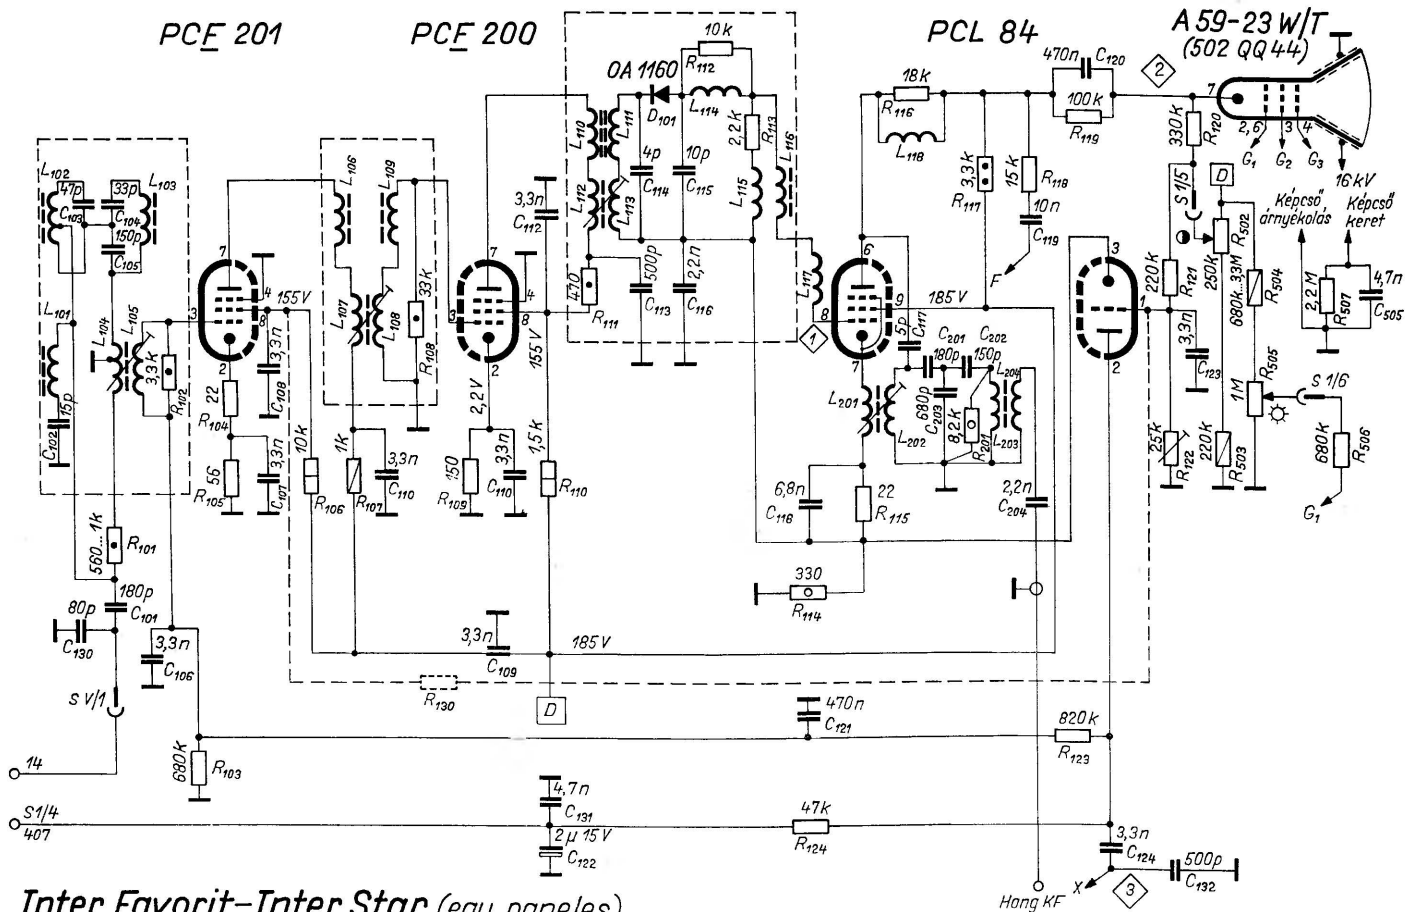 PCF 201
PCF 200
PCL 84
A 59-23 W/T
(502 QQ 44)
OA 1160
D101
10k
R112
L114
2,2k
R113
L116
L110
L111
L112
L113
4p
C114
10p
C115
L115
500p
C113
2,2n
C116
470
R111
18k
R116
L118
470n
C120
100k
R119
2
7
2,6
3
4
G1
G2
G3
16 kV
Képcső
árnyékolás
Képcső
keret
330k
R120
S 1/5
D
R502
250k
680k...3,3M
R504
2,2 M
R507
4,7n
C505
R505
1M
S 1/6
680k
R506
G1
220k
R503
220k
R121
3,3n
C123
25k
R122
3,3k
R117
15k
R118
10n
C119
F
L102
47p
C103
33p
C104
L103
150p
C105
L101
L104
L105
3,3k
R102
15p
C102
7
4
3
8
2
155V
22
R104
3,3n
C108
56
R105
3,3n
C107
10k
R106
L106
L109
L107
L108
33k
R108
1k
R107
3,3n
C110
7
4
3
8
2
3,3n
C112
155V
2,2V
150
R109
3,3n
C110
1,5k
R110
L117
1
6
9
8
7
185V
5p
C117
C201
180p
C202
150p
L204
L201
L202
680p
C203
8,2k
R201
L203
6,8n
C118
22
R115
2,2n
C204
330
R114
3
1
2
560...1k
R101
180p
C101
80p
C130
S V/1
3,3n
C106
3,3n
C109
185V
R130
D
14
680k
R103
470n
C121
820k
R123
S1/4
407
4,7n
C131
2µ 15V
C122
47k
R124
3,3n
C124
X
3
500p
C132
Hang KF
Inter Favorit-Inter Star (egy paneles)